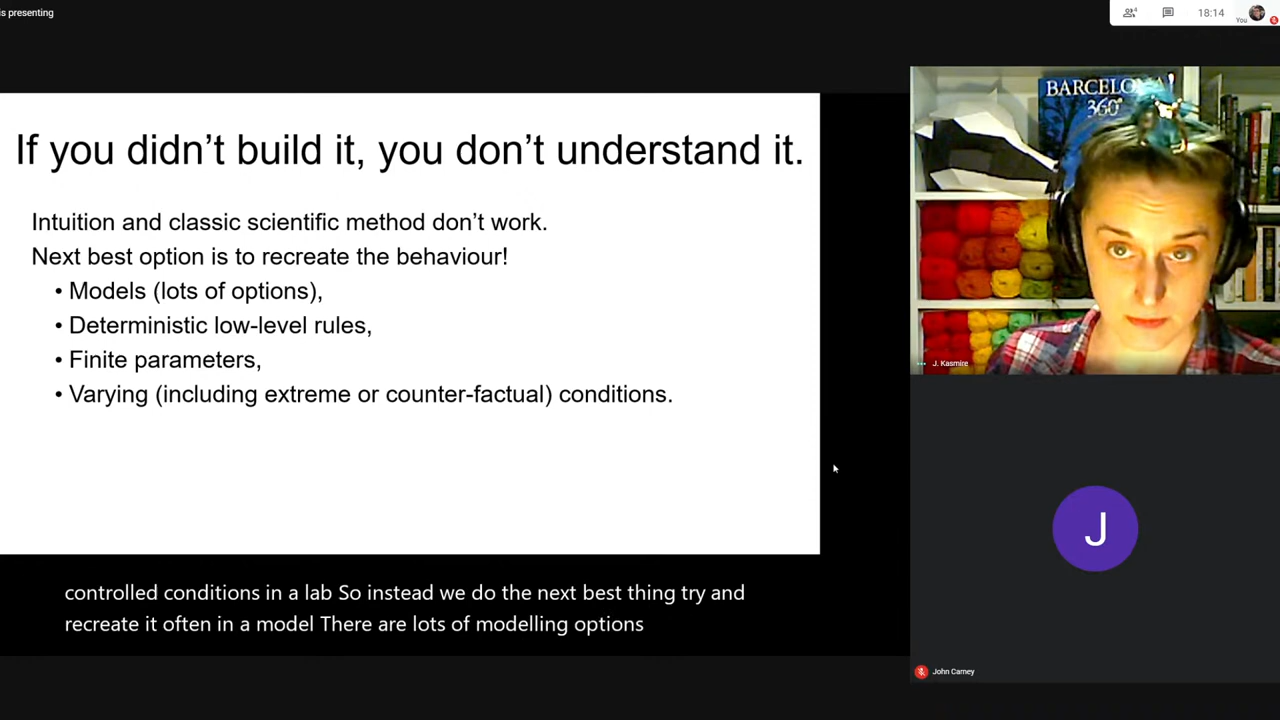 is presenting
4
18:14
You
If you didn't build it, you don't understand it.
Intuition and classic scientific method don't work.
Next best option is to recreate the behaviour!
• Models (lots of options),
• Deterministic low-level rules,
• Finite parameters,
• Varying (including extreme or counter-factual) conditions.
controlled conditions in a lab So instead we do the next best thing try and
recreate it often in a model There are lots of modelling options
BARCELONA!
360°
J. Kasmire
J
John Carney